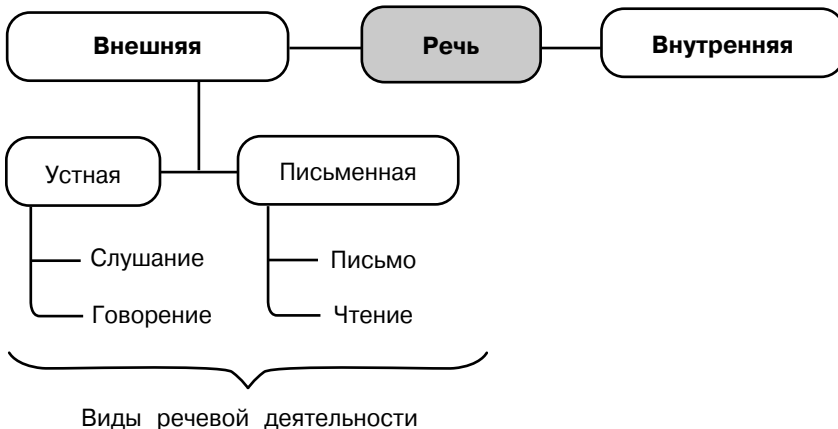 Внешняя Речь Внутренняя
Устная Письменная
Слушание Письмо
Говорение Чтение
Виды речевой деятельности